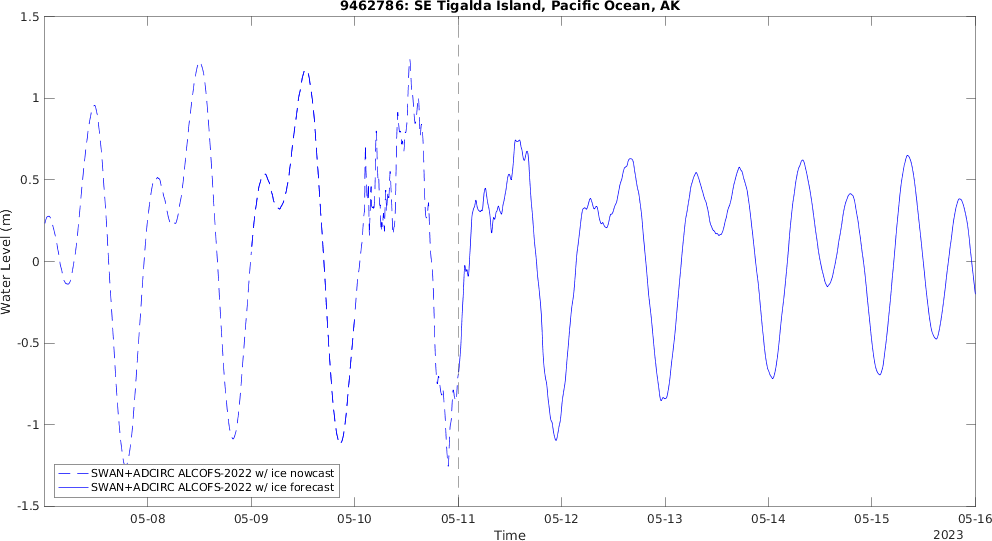 9462786: SE Tigalda Island, Pacific Ocean, AK
1.5
1
0.5
0
-0.5
-1
-1.5
Water Level (m)
SWAN+ADCIRC ALCOFS-2022 w/ ice nowcast
SWAN+ADCIRC ALCOFS-2022 w/ ice forecast
05-08 05-09 05-10 05-11 05-12 05-13 05-14 05-15 05-16
Time
2023